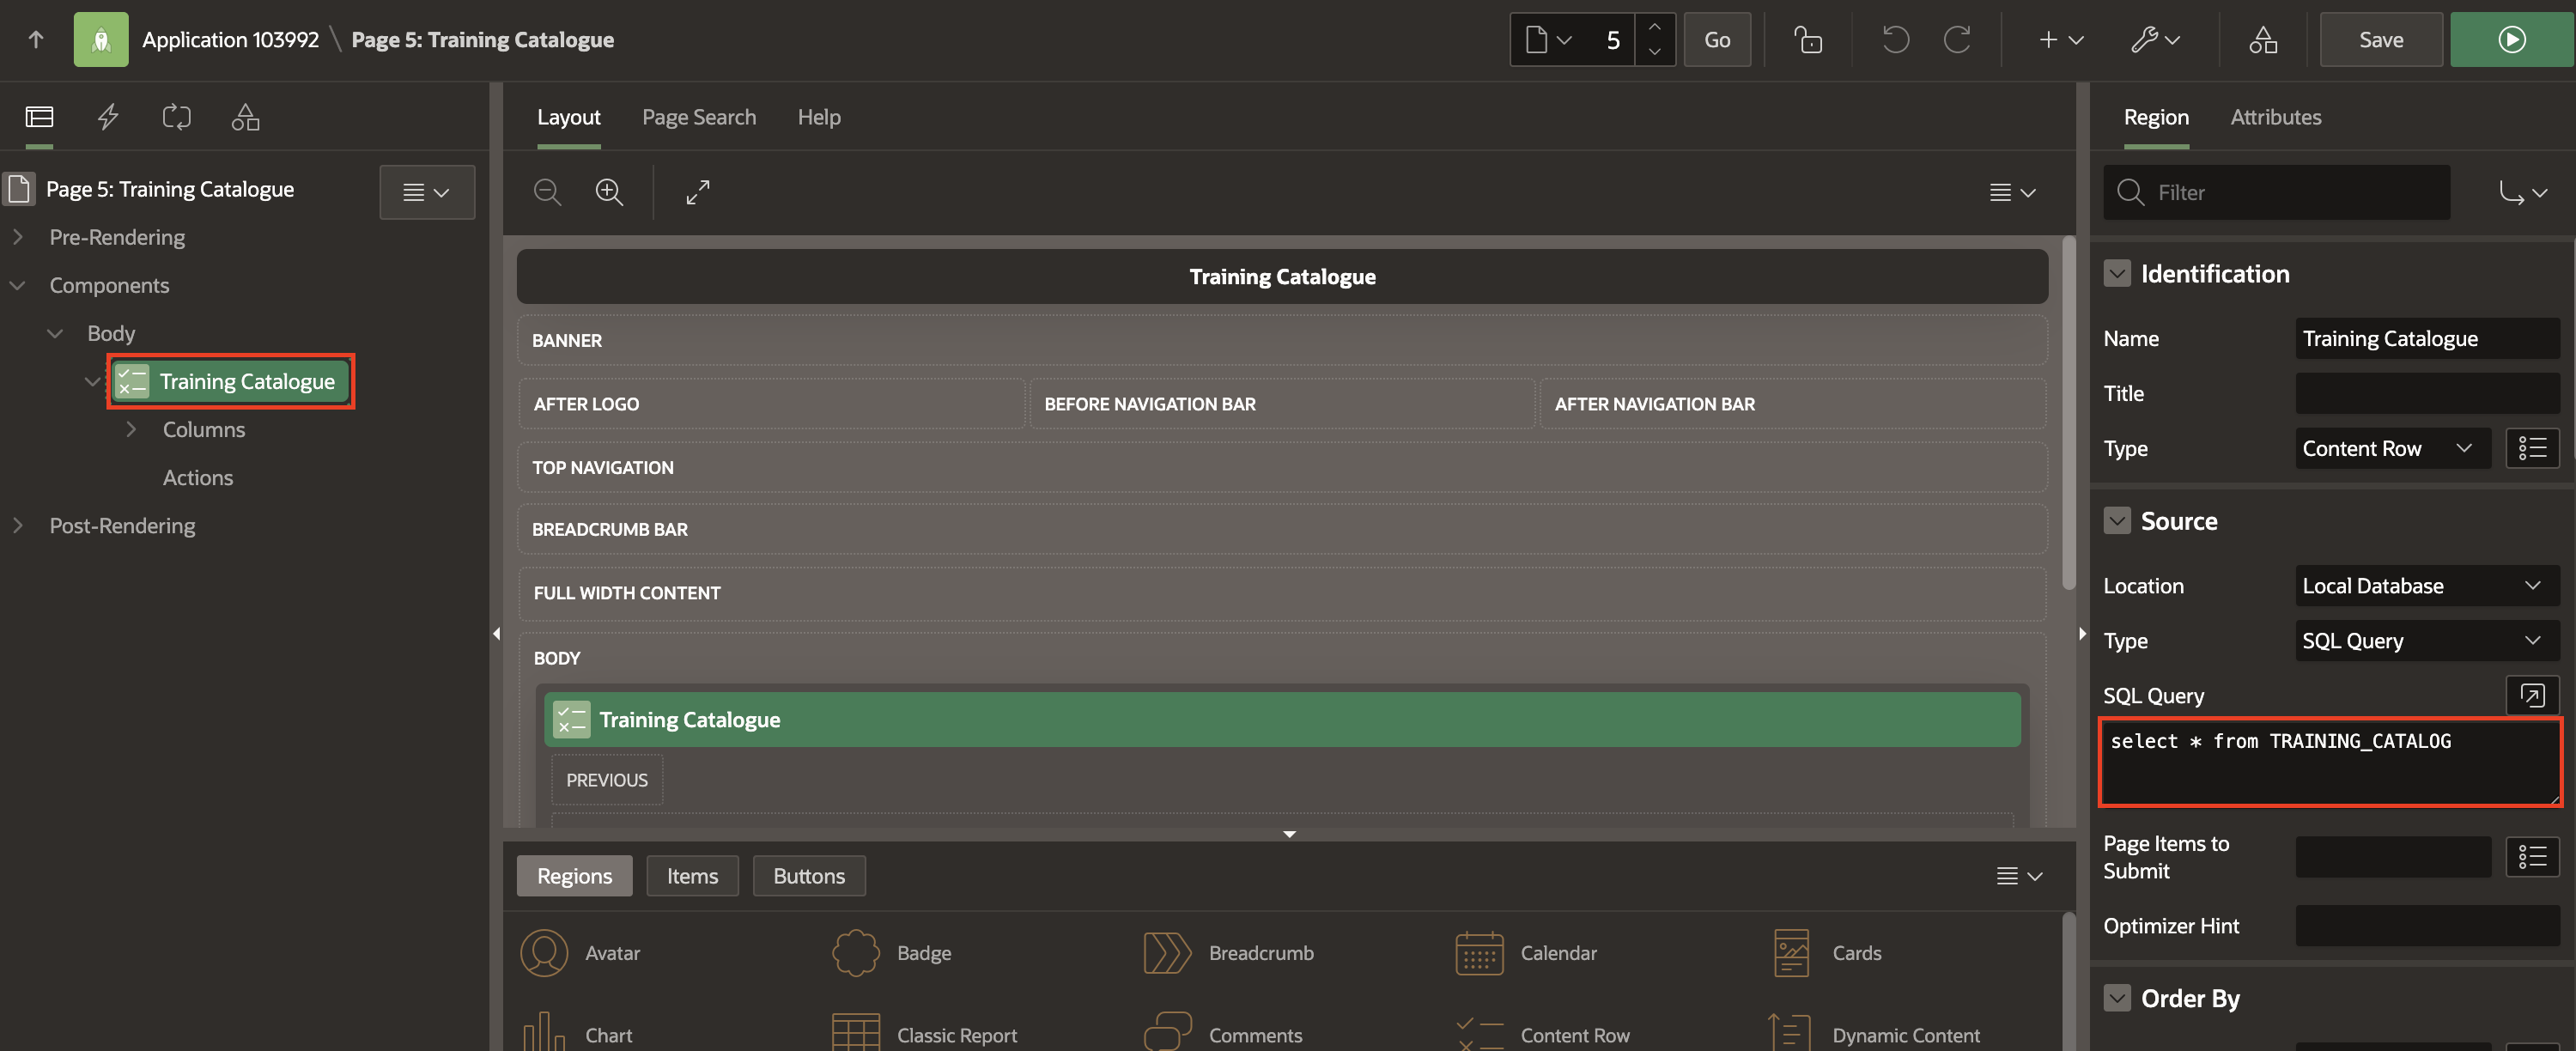 Application 103992 \ Page 5: Training Catalogue
5
Go
Save
Page 5: Training Catalogue
Pre-Rendering
Components
Body
Training Catalogue
Columns
Actions
Post-Rendering
Layout
Page Search
Help
Training Catalogue
BANNER
AFTER LOGO
BEFORE NAVIGATION BAR
AFTER NAVIGATION BAR
TOP NAVIGATION
BREADCRUMB BAR
FULL WIDTH CONTENT
BODY
Training Catalogue
PREVIOUS
Regions
Items
Buttons
Avatar
Badge
Breadcrumb
Calendar
Cards
Chart
Classic Report
Comments
Content Row
Dynamic Content
Region
Attributes
Filter
Identification
Name
Training Catalogue
Title
Type
Content Row
Source
Location
Local Database
Type
SQL Query
SQL Query
select * from TRAINING_CATALOG
Page Items to
Submit
Optimizer Hint
Order By